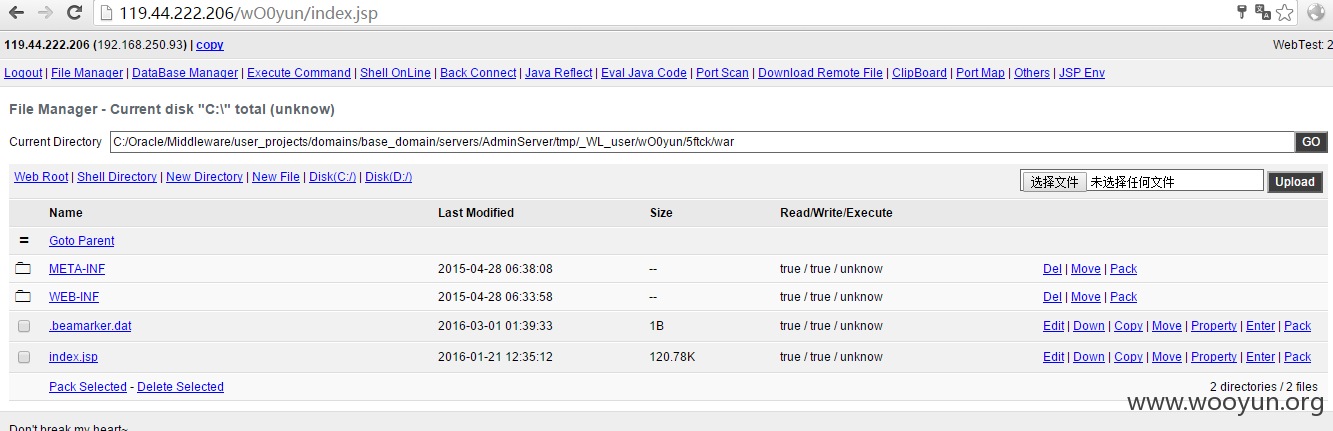 119.44.222.206/wO0yun/index.jsp
119.44.222.206 (192.168.250.93) | copy
WebTest: 2
Logout | File Manager | DataBase Manager | Execute Command | Shell OnLine | Back Connect | Java Reflect | Eval Java Code | Port Scan | Download Remote File | ClipBoard | Port Map | Others | JSP Env
File Manager - Current disk "C:\" total (unknow)
Current Directory C:/Oracle/Middleware/user_projects/domains/base_domain/servers/AdminServer/tmp/_WL_user/wO0yun/5ftck/war GO
Web Root | Shell Directory | New Directory | New File | Disk(C:/) | Disk(D:/) 选择文件 未选择任何文件 Upload
Name Last Modified Size Read/Write/Execute
= Goto Parent
META-INF 2015-04-28 06:38:08 -- true / true / unknow Del | Move | Pack
WEB-INF 2015-04-28 06:33:58 -- true / true / unknow Del | Move | Pack
.beamarker.dat 2016-03-01 01:39:33 1B true / true / unknow Edit | Down | Copy | Move | Property | Enter | Pack
index.jsp 2016-01-21 12:35:12 120.78K true / true / unknow Edit | Down | Copy | Move | Property | Enter | Pack
Pack Selected - Delete Selected 2 directories / 2 files
www.wooyun.org
Don't break my heart~